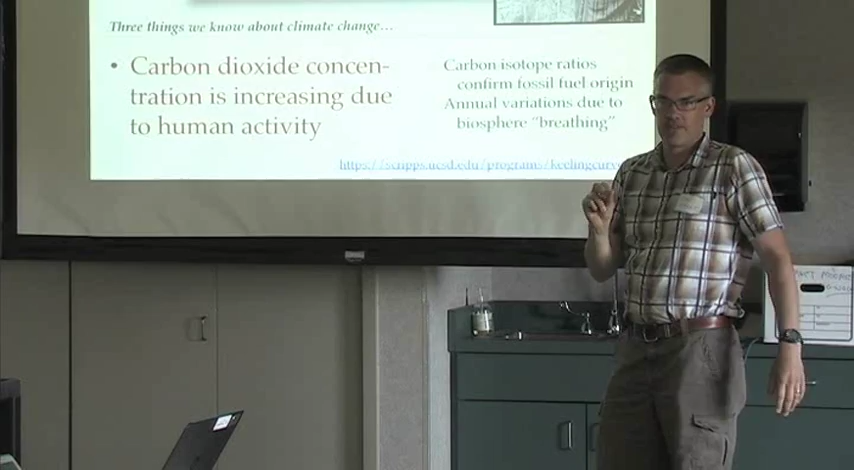 Three things we know about climate change...
• Carbon dioxide concen-
tration is increasing due
to human activity
Carbon isotope ratios
confirm fossil fuel origin
Annual variations due to
biosphere "breathing"
https://scripps.ucsd.edu/programs/keelingcurve